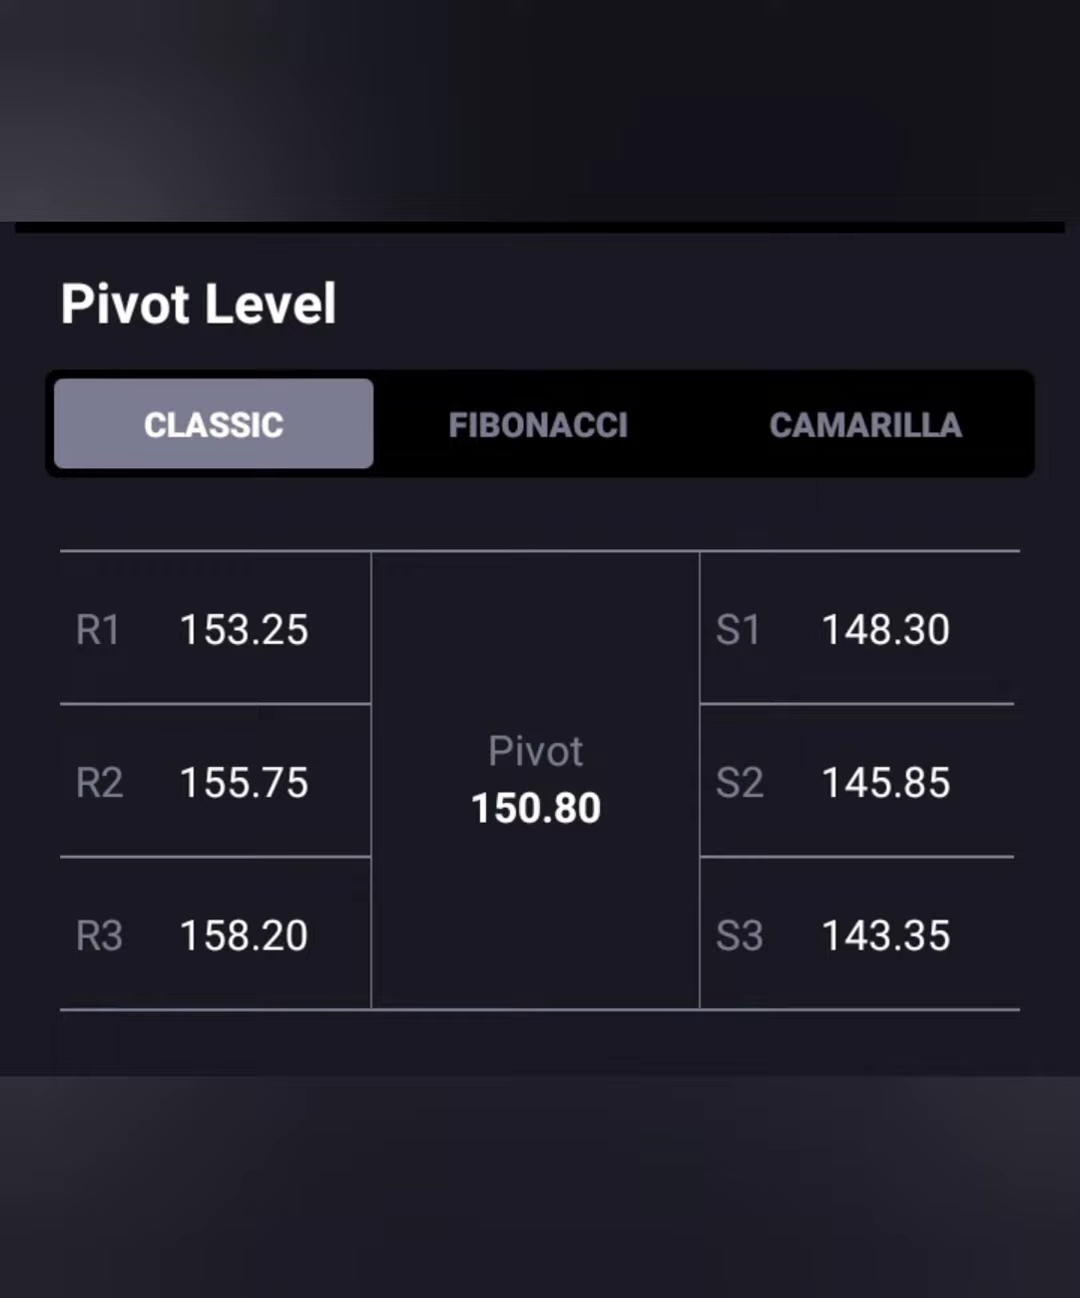 Pivot Level
CLASSIC FIBONACCI CAMARILLA
R1 153.25 S1 148.30
R2 155.75 Pivot 150.80 S2 145.85
R3 158.20 S3 143.35